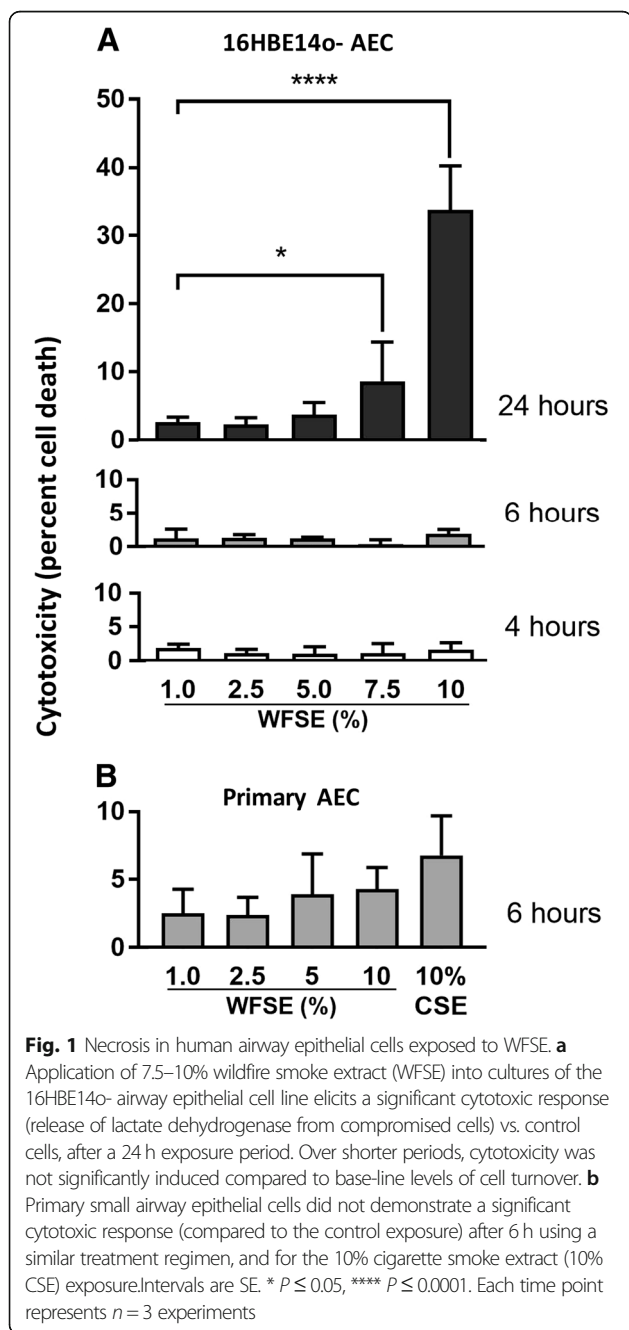 A
16HBE14o- AEC
****
*
50
40
30
20
10
0
24 hours
10
5
0
6 hours
10
5
0
4 hours
Cytotoxicity (percent cell death)
1.0 2.5 5.0 7.5 10
WFSE (%)
B
Primary AEC
10
5
0
6 hours
1.0 2.5 5 10 10%
WFSE (%) CSE
Fig. 1 Necrosis in human airway epithelial cells exposed to WFSE. a
Application of 7.5–10% wildfire smoke extract (WFSE) into cultures of the
16HBE14o- airway epithelial cell line elicits a significant cytotoxic response
(release of lactate dehydrogenase from compromised cells) vs. control
cells, after a 24 h exposure period. Over shorter periods, cytotoxicity was
not significantly induced compared to base-line levels of cell turnover. b
Primary small airway epithelial cells did not demonstrate a significant
cytotoxic response (compared to the control exposure) after 6 h using a
similar treatment regimen, and for the 10% cigarette smoke extract (10%
CSE) exposure.Intervals are SE. * P ≤ 0.05, **** P ≤ 0.0001. Each time point
represents n = 3 experiments